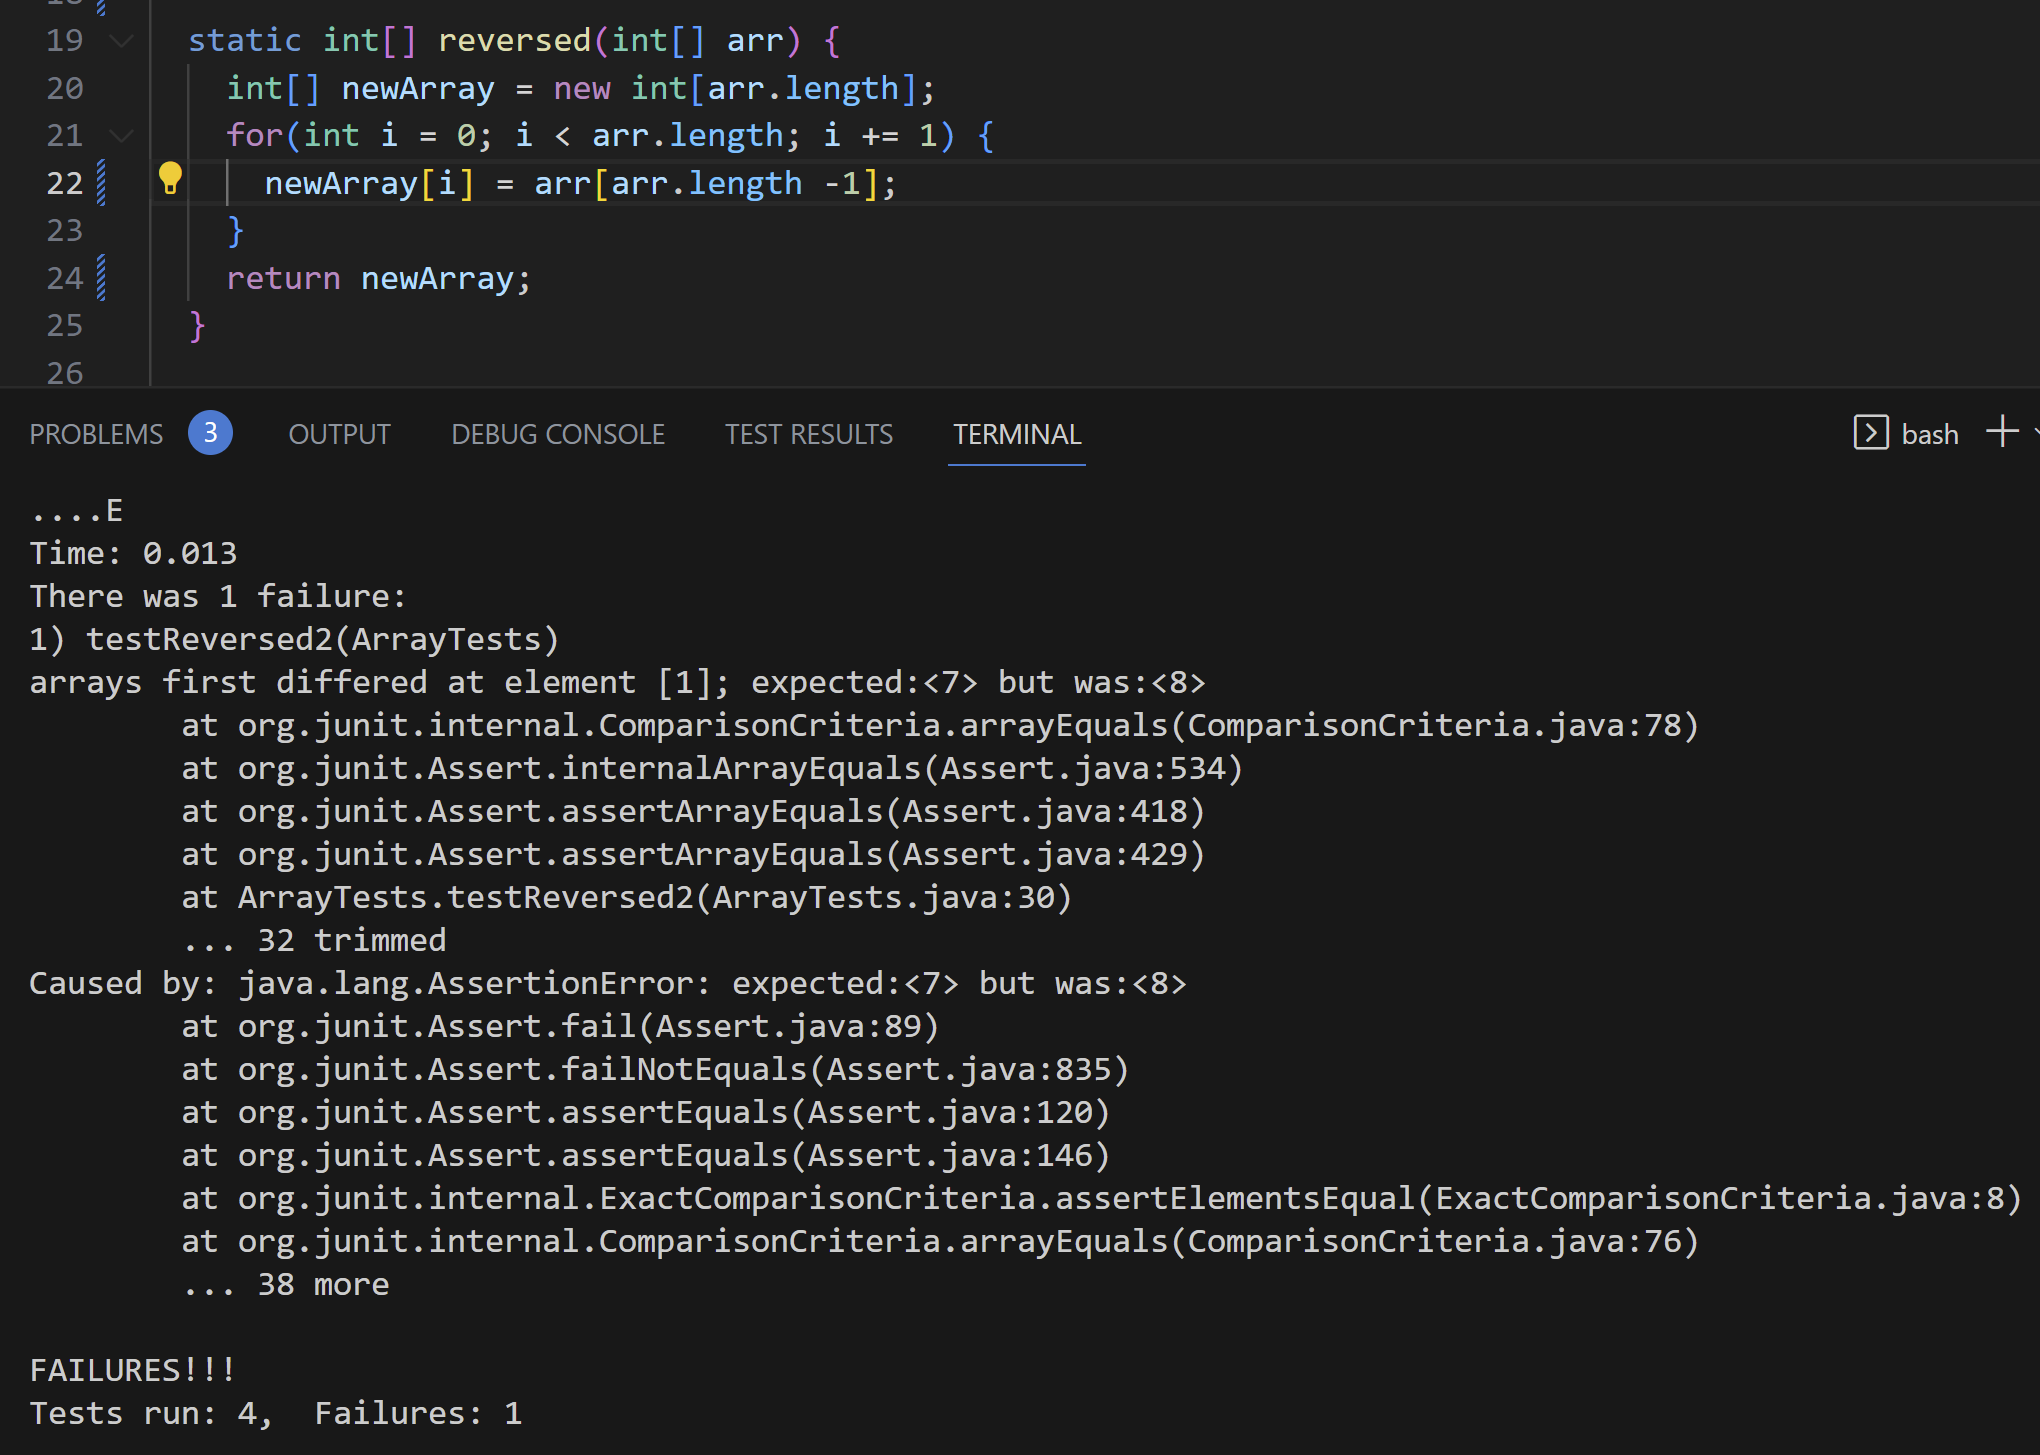 18
19 static int[] reversed(int[] arr) {
20 int[] newArray = new int[arr.length];
21 for(int i = 0; i < arr.length; i += 1) {
22 newArray[i] = arr[arr.length -1];
23 }
24 return newArray;
25 }
26
PROBLEMS 3 OUTPUT DEBUG CONSOLE TEST RESULTS TERMINAL bash
....E
Time: 0.013
There was 1 failure:
1) testReversed2(ArrayTests)
arrays first differed at element [1]; expected:<7> but was:<8>
at org.junit.internal.ComparisonCriteria.arrayEquals(ComparisonCriteria.java:78)
at org.junit.Assert.internalArrayEquals(Assert.java:534)
at org.junit.Assert.assertArrayEquals(Assert.java:418)
at org.junit.Assert.assertArrayEquals(Assert.java:429)
at ArrayTests.testReversed2(ArrayTests.java:30)
... 32 trimmed
Caused by: java.lang.AssertionError: expected:<7> but was:<8>
at org.junit.Assert.fail(Assert.java:89)
at org.junit.Assert.failNotEquals(Assert.java:835)
at org.junit.Assert.assertEquals(Assert.java:120)
at org.junit.Assert.assertEquals(Assert.java:146)
at org.junit.internal.ExactComparisonCriteria.assertElementsEqual(ExactComparisonCriteria.java:8)
at org.junit.internal.ComparisonCriteria.arrayEquals(ComparisonCriteria.java:76)
... 38 more
FAILURES!!!
Tests run: 4,  Failures: 1